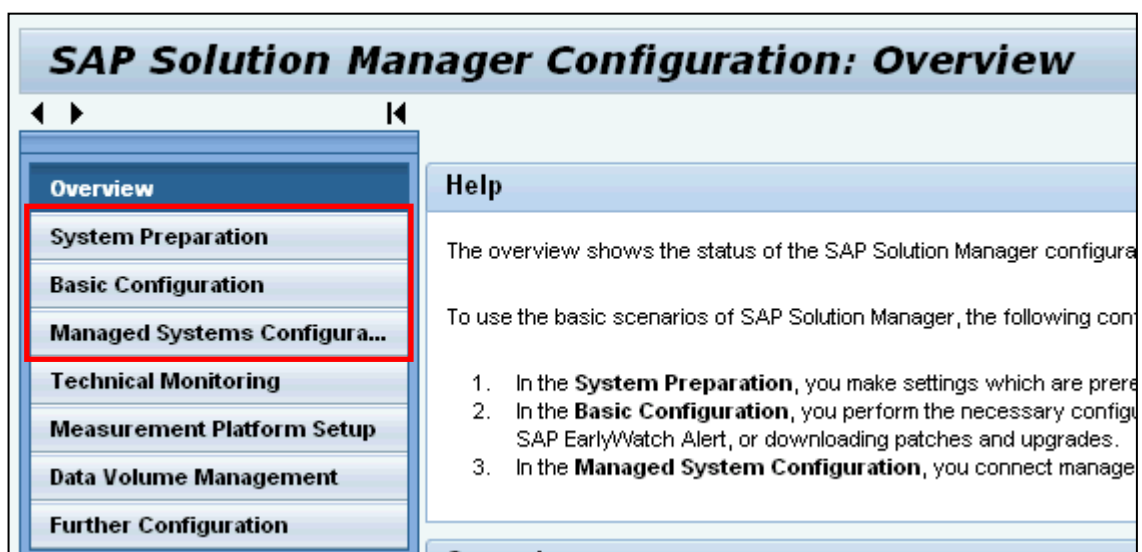 SAP Solution Manager Configuration: Overview
Overview
System Preparation
Basic Configuration
Managed Systems Configura...
Technical Monitoring
Measurement Platform Setup
Data Volume Management
Further Configuration
Help
The overview shows the status of the SAP Solution Manager configura
To use the basic scenarios of SAP Solution Manager, the following con
1. In the System Preparation, you make settings which are prere
2. In the Basic Configuration, you perform the necessary configu
SAP EarlyWatch Alert, or downloading patches and upgrades.
3. In the Managed System Configuration, you connect manage